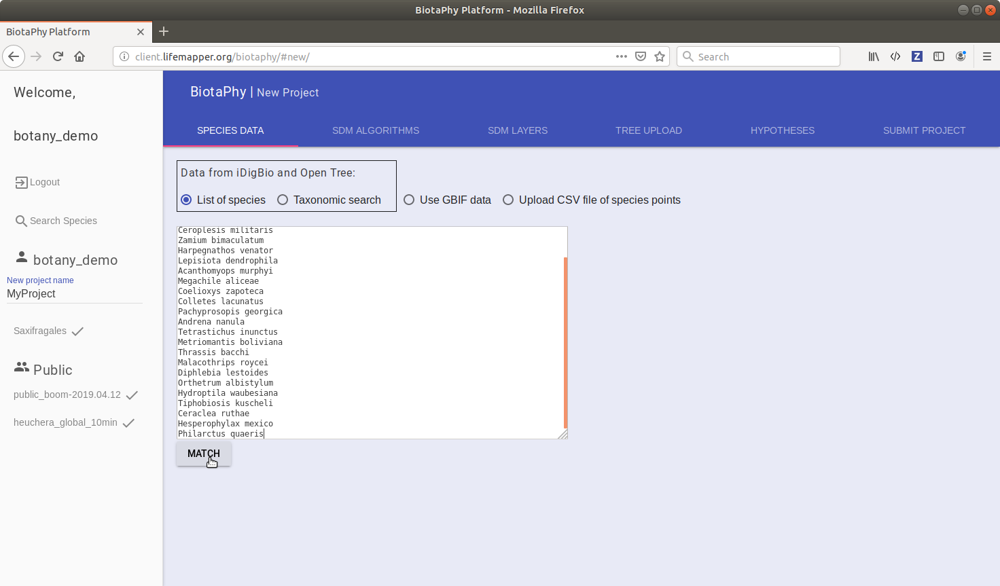 BiotaPhy Platform - Mozilla Firefox
BiotaPhy Platform
client.lifemapper.org/biotaphy/#new/
Search
Welcome,
botany_demo
Logout
Search Species
botany_demo
New project name
MyProject
Saxifragales
Public
public_boom-2019.04.12
heuchera_global_10min
BiotaPhy | New Project
SPECIES DATA SDM ALGORITHMS SDM LAYERS TREE UPLOAD HYPOTHESES SUBMIT PROJECT
Data from iDigBio and Open Tree:
List of species Taxonomic search Use GBIF data Upload CSV file of species points
Ceroplesis militaris
Zamium bimaculatum
Harpegnathos venator
Lepisiota dendrophila
Acanthomyops murphyi
Megachile aliceae
Coelioxys zapoteca
Colletes lacunatus
Pachyprosopis georgica
Andrena nanula
Tetrastichus inunctus
Metriomantis boliviana
Thrassis bacchi
Malacothrips roycei
Diphlebia lestoides
Orthetrum albistylum
Hydroptila waubesiana
Tiphobiosis kuscheli
Ceraclea ruthae
Hesperophylax mexico
Philarctus quaeris
MATCH